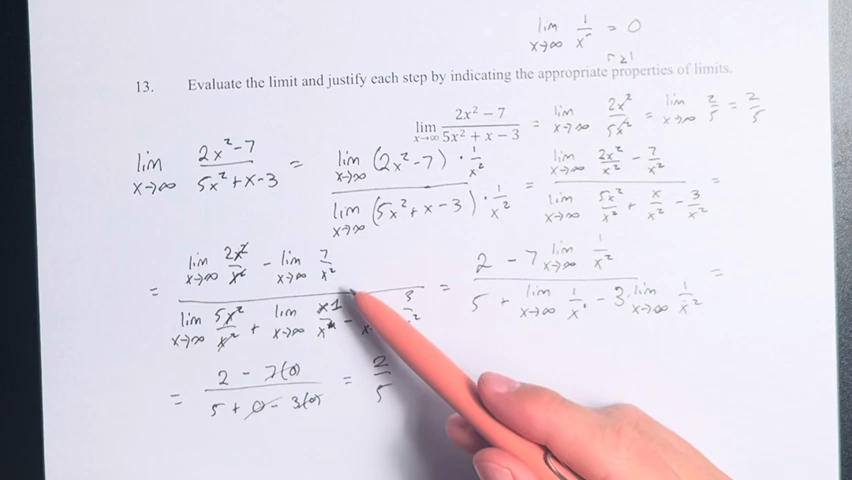 lim x→∞ 1/x^r = 0
r ≥ 1
13. Evaluate the limit and justify each step by indicating the appropriate properties of limits.
lim x→∞ (2x² − 7)/(5x² + x − 3) = lim x→∞ 2x²/5x² = lim x→∞ 2/5 = 2/5
lim x→∞ (2x² − 7)/(5x² + x − 3) = (lim x→∞ (2x² − 7) · 1/x²)/(lim x→∞ (5x² + x − 3) · 1/x²) = (lim x→∞ 2x²/x² − 7/x²)/(lim x→∞ 5x²/x² + x/x² − 3/x²) =
= (lim x→∞ 2x²/x² − lim x→∞ 7/x²)/(lim x→∞ 5x²/x² + lim x→∞ x1/x² − 3) = (2 − 7 lim x→∞ 1/x²)/(5 + lim x→∞ 1/x − 3 · lim x→∞ 1/x²) =
= (2 − 7(0))/(5 + 0 − 3(0)) = 2/5